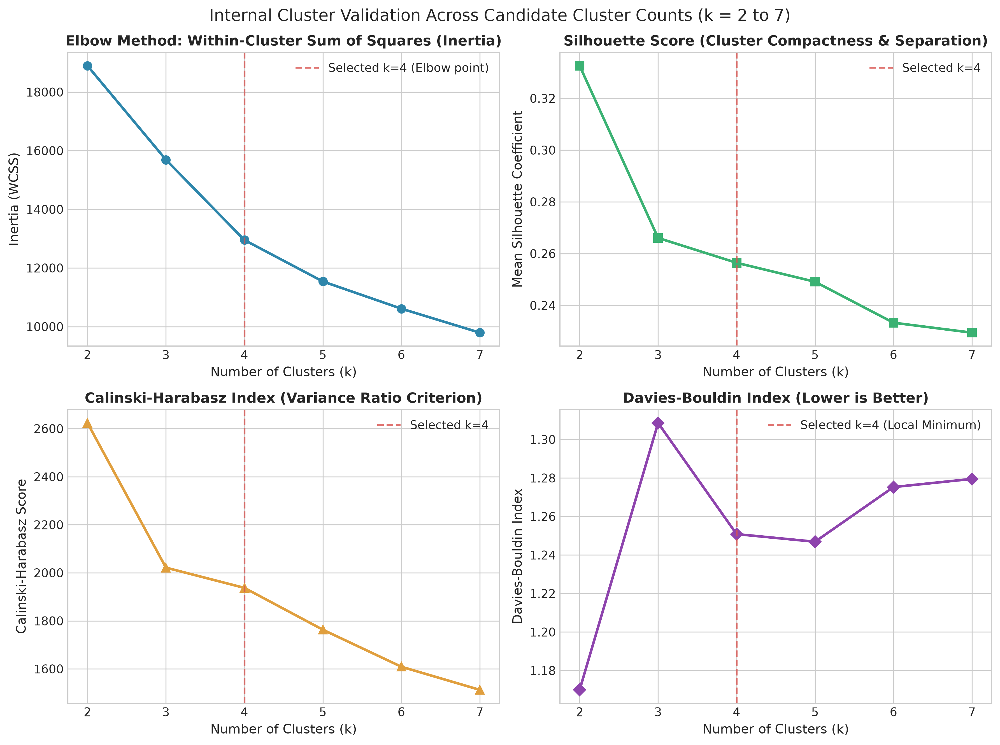 Internal Cluster Validation Across Candidate Cluster Counts (k = 2 to 7)
Elbow Method: Within-Cluster Sum of Squares (Inertia)
Selected k=4 (Elbow point)
Inertia (WCSS)
18000
16000
14000
12000
10000
2 3 4 5 6 7
Number of Clusters (k)
Silhouette Score (Cluster Compactness & Separation)
Selected k=4
Mean Silhouette Coefficient
0.32
0.30
0.28
0.26
0.24
2 3 4 5 6 7
Number of Clusters (k)
Calinski-Harabasz Index (Variance Ratio Criterion)
Selected k=4
Calinski-Harabasz Score
2600
2400
2200
2000
1800
1600
2 3 4 5 6 7
Number of Clusters (k)
Davies-Bouldin Index (Lower is Better)
Selected k=4 (Local Minimum)
Davies-Bouldin Index
1.30
1.28
1.26
1.24
1.22
1.20
1.18
2 3 4 5 6 7
Number of Clusters (k)